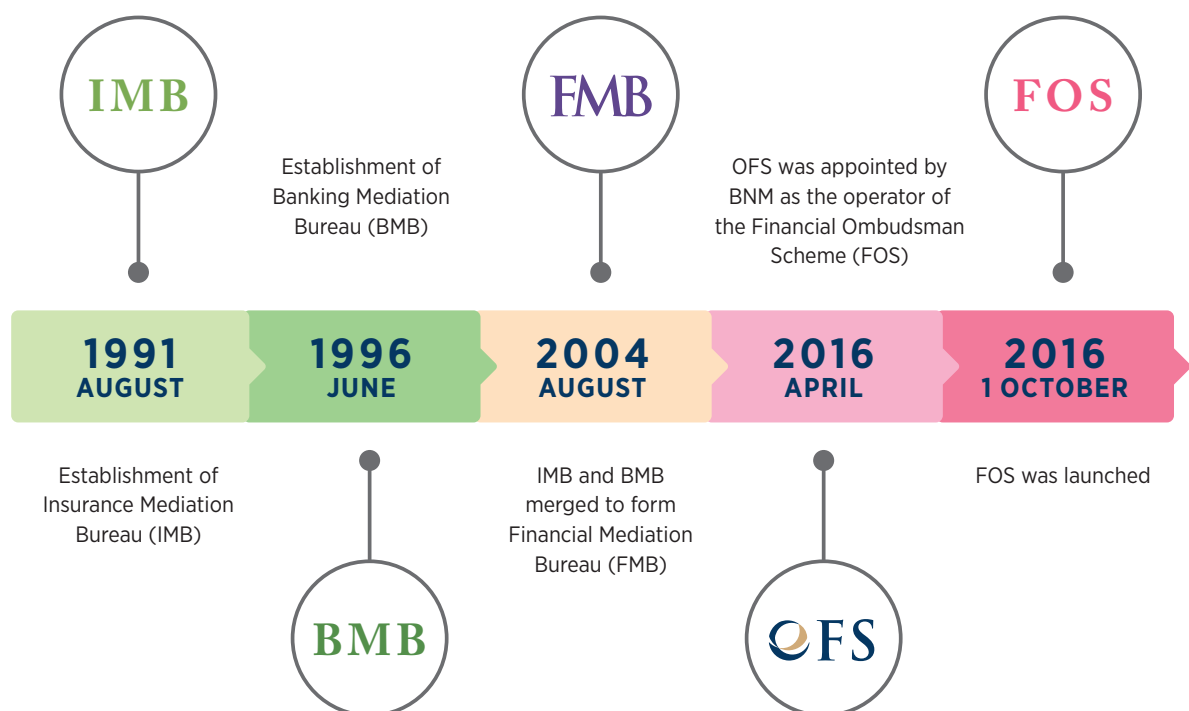 IMB
FMB
FOS
Establishment of
Banking Mediation
Bureau (BMB)
OFS was appointed by
BNM as the operator of
the Financial Ombudsman
Scheme (FOS)
1991
AUGUST
1996
JUNE
2004
AUGUST
2016
APRIL
2016
1 OCTOBER
Establishment of
Insurance Mediation
Bureau (IMB)
IMB and BMB
merged to form
Financial Mediation
Bureau (FMB)
FOS was launched
BMB
OFS